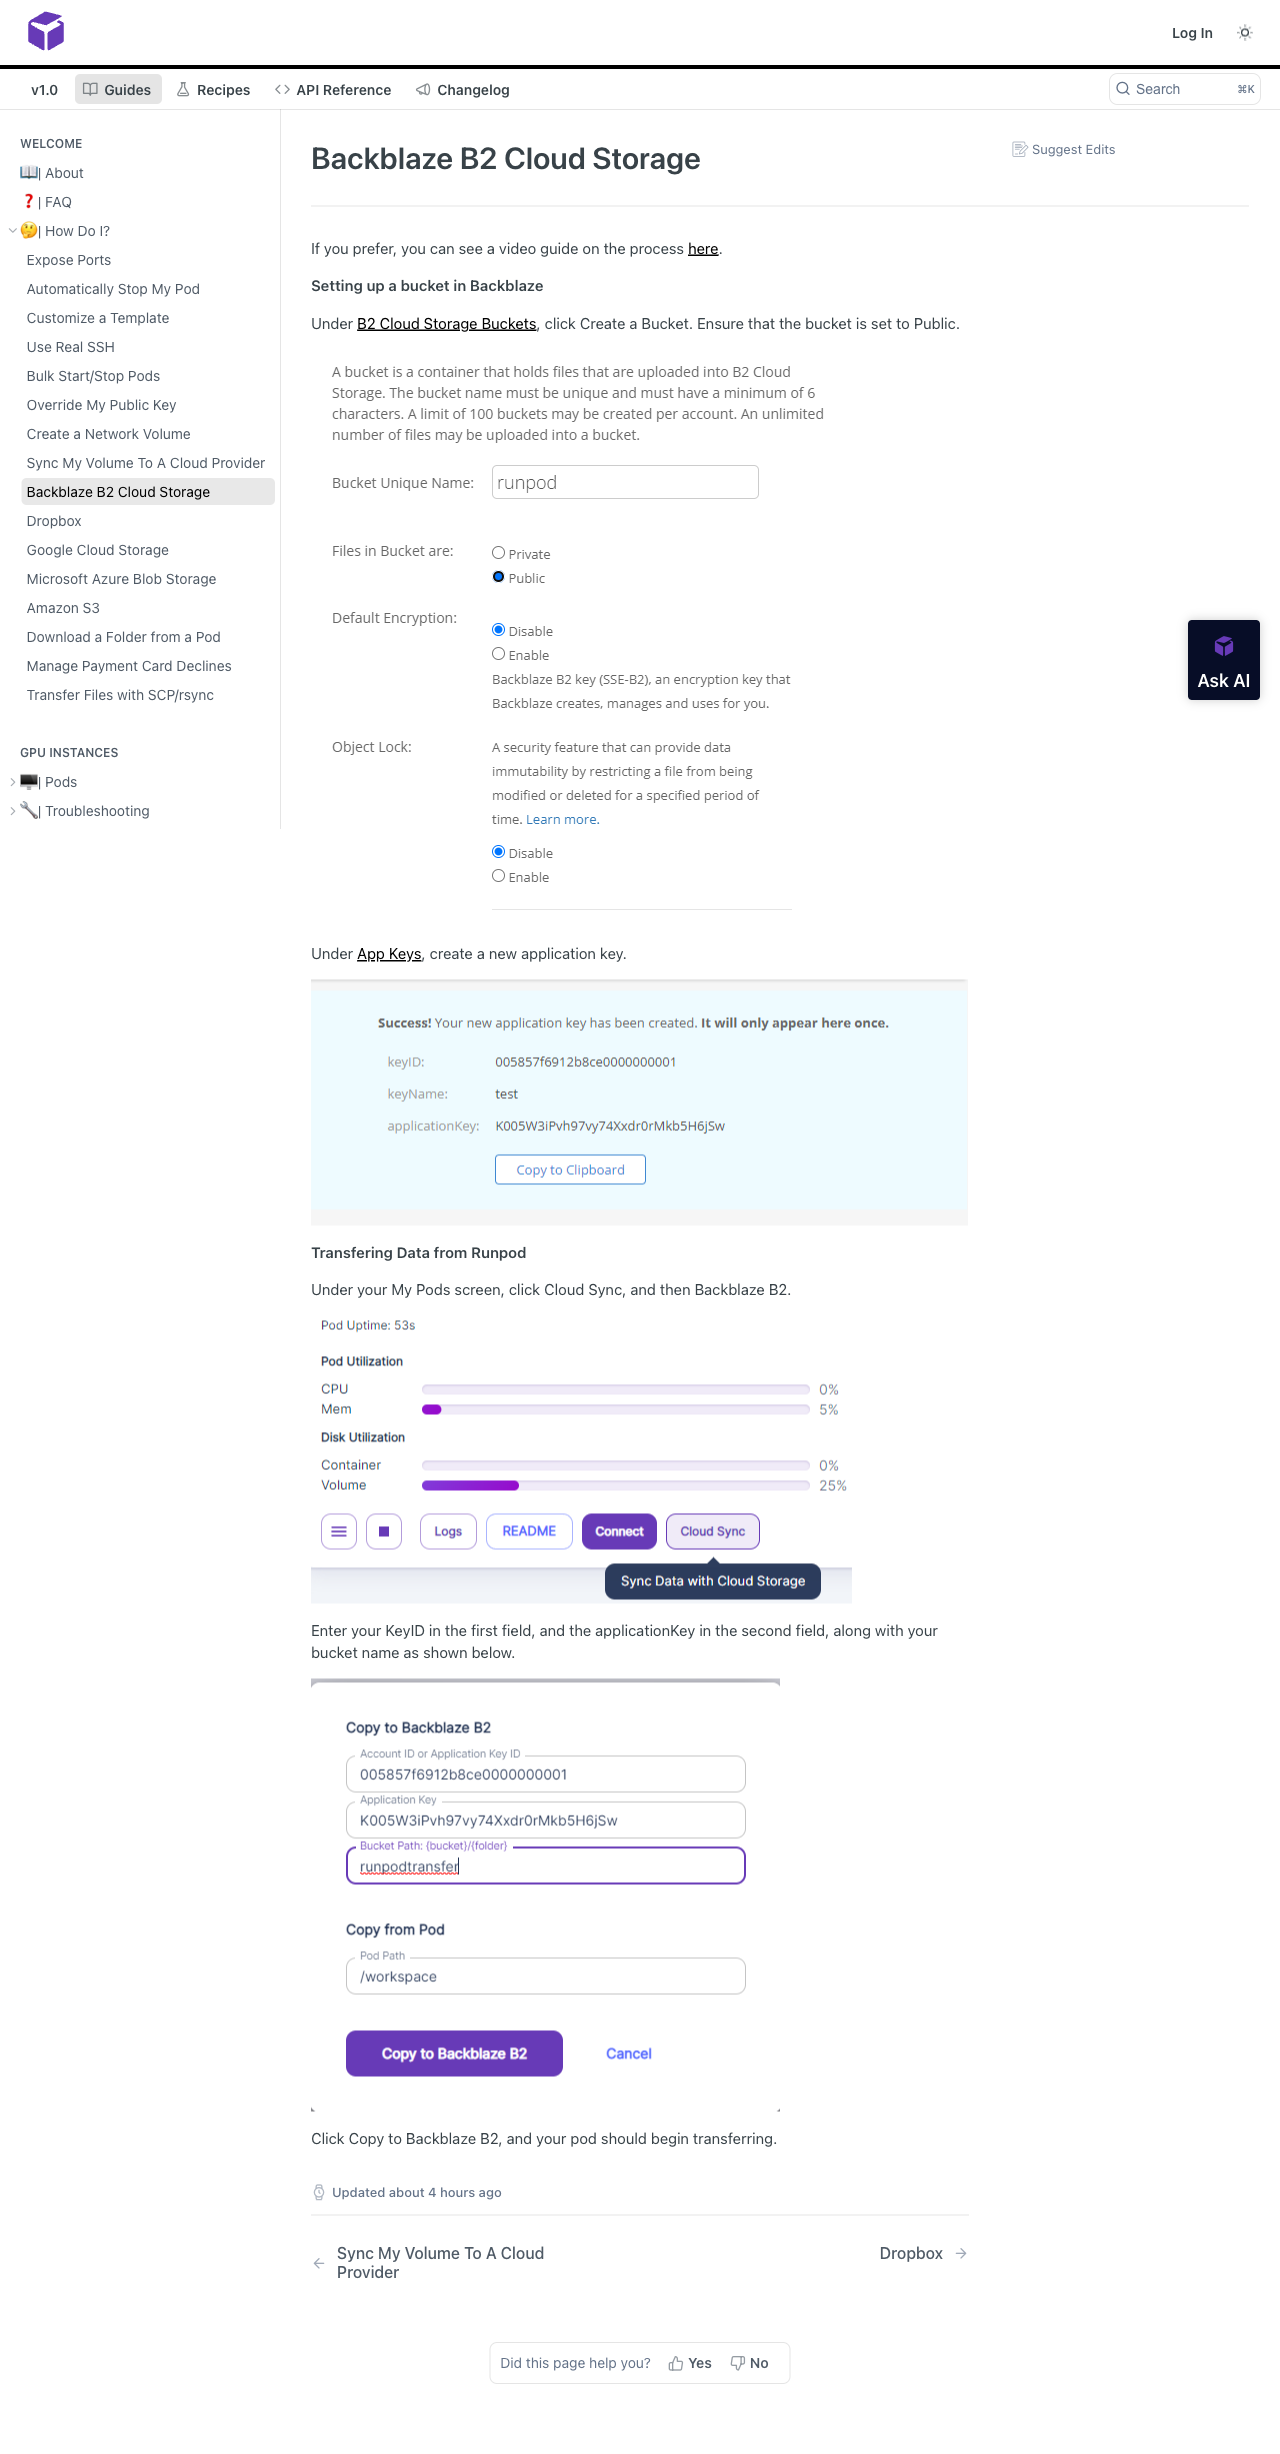 Log In
v1.0
Guides
Recipes
API Reference
Changelog
Search
⌘K
WELCOME
📖| About
❓| FAQ
🤔| How Do I?
Expose Ports
Automatically Stop My Pod
Customize a Template
Use Real SSH
Bulk Start/Stop Pods
Override My Public Key
Create a Network Volume
Sync My Volume To A Cloud Provider
Backblaze B2 Cloud Storage
Dropbox
Google Cloud Storage
Microsoft Azure Blob Storage
Amazon S3
Download a Folder from a Pod
Manage Payment Card Declines
Transfer Files with SCP/rsync
GPU INSTANCES
🖥️| Pods
🔧| Troubleshooting
Backblaze B2 Cloud Storage
Suggest Edits
If you prefer, you can see a video guide on the process here.
Setting up a bucket in Backblaze
Under B2 Cloud Storage Buckets, click Create a Bucket. Ensure that the bucket is set to Public.
A bucket is a container that holds files that are uploaded into B2 Cloud
Storage. The bucket name must be unique and must have a minimum of 6
characters. A limit of 100 buckets may be created per account. An unlimited
number of files may be uploaded into a bucket.
Bucket Unique Name: runpod
Files in Bucket are:
Private
Public
Default Encryption:
Disable
Enable
Backblaze B2 key (SSE-B2), an encryption key that
Backblaze creates, manages and uses for you.
Object Lock:
A security feature that can provide data
immutability by restricting a file from being
modified or deleted for a specified period of
time. Learn more.
Disable
Enable
Ask AI
Under App Keys, create a new application key.
Success! Your new application key has been created. It will only appear here once.
keyID: 005857f6912b8ce0000000001
keyName: test
applicationKey: K005W3iPvh97vy74Xxdr0rMkb5H6jSw
Copy to Clipboard
Transfering Data from Runpod
Under your My Pods screen, click Cloud Sync, and then Backblaze B2.
Pod Uptime: 53s
Pod Utilization
CPU 0%
Mem 5%
Disk Utilization
Container 0%
Volume 25%
Logs
README
Connect
Cloud Sync
Sync Data with Cloud Storage
Enter your KeyID in the first field, and the applicationKey in the second field, along with your
bucket name as shown below.
Copy to Backblaze B2
Account ID or Application Key ID
005857f6912b8ce0000000001
Application Key
K005W3iPvh97vy74Xxdr0rMkb5H6jSw
Bucket Path: {bucket}/{folder}
runpodtransfer
Copy from Pod
Pod Path
/workspace
Copy to Backblaze B2
Cancel
Click Copy to Backblaze B2, and your pod should begin transferring.
Updated about 4 hours ago
← Sync My Volume To A Cloud
Provider
Dropbox →
Did this page help you?
Yes
No